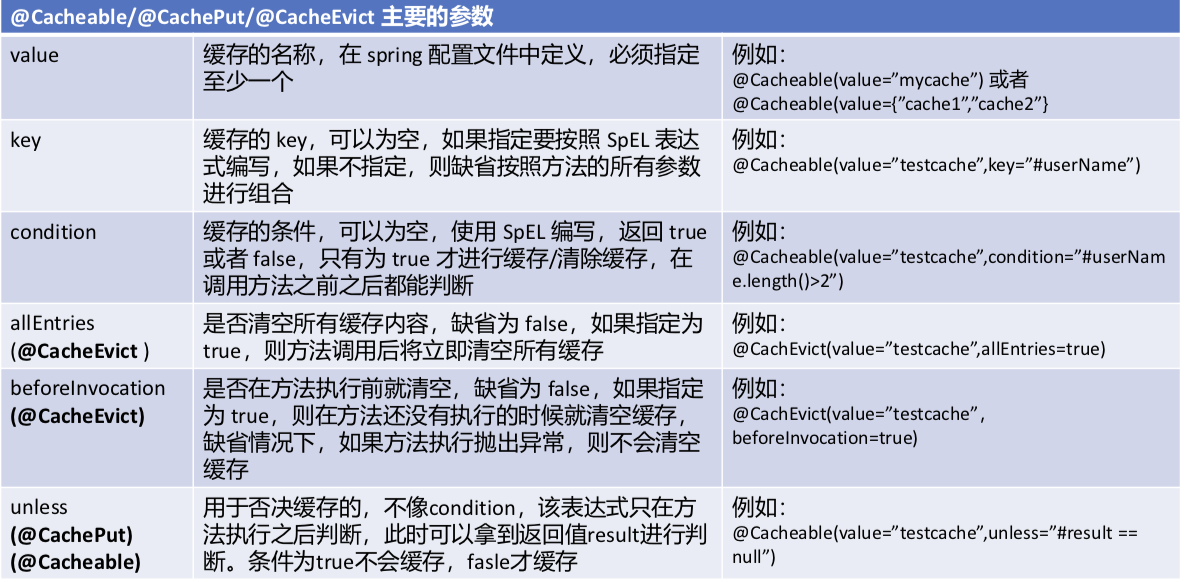 @Cacheable/@CachePut/@CacheEvict 主要的参数
value
缓存的名称，在 spring 配置文件中定义，必须指定
至少一个
例如：
@Cacheable(value=”mycache”) 或者
@Cacheable(value={”cache1”,”cache2”}
key
缓存的 key，可以为空，如果指定要按照 SpEL 表达
式编写，如果不指定，则缺省按照方法的所有参数
进行组合
例如：
@Cacheable(value=”testcache”,key=”#userName”)
condition
缓存的条件，可以为空，使用 SpEL 编写，返回 true
或者 false，只有为 true 才进行缓存/清除缓存，在
调用方法之前之后都能判断
例如：
@Cacheable(value=”testcache”,condition=”#userNam
e.length()>2”)
allEntries
(@CacheEvict )
是否清空所有缓存内容，缺省为 false，如果指定为
true，则方法调用后将立即清空所有缓存
例如：
@CachEvict(value=”testcache”,allEntries=true)
beforeInvocation
(@CacheEvict)
是否在方法执行前就清空，缺省为 false，如果指定
为 true，则在方法还没有执行的时候就清空缓存，
缺省情况下，如果方法执行抛出异常，则不会清空
缓存
例如：
@CachEvict(value=”testcache”,
beforeInvocation=true)
unless
(@CachePut)
(@Cacheable)
用于否决缓存的，不像condition，该表达式只在方
法执行之后判断，此时可以拿到返回值result进行判
断。条件为true不会缓存，fasle才缓存
例如：
@Cacheable(value=”testcache”,unless=”#result ==
null”)